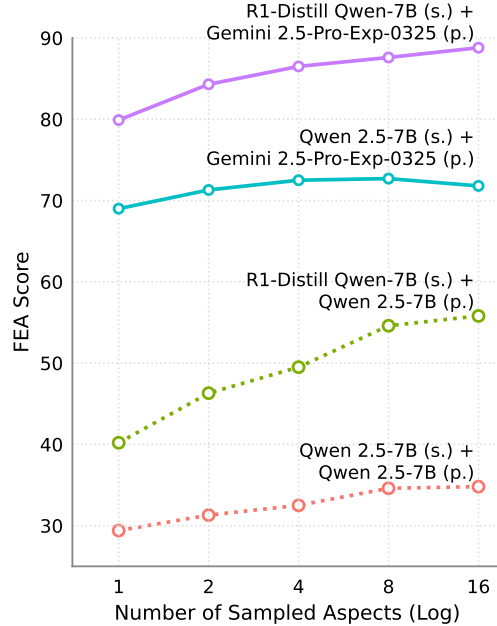 R1-Distill Qwen-7B (s.) +
Gemini 2.5-Pro-Exp-0325 (p.)
90
80
Qwen 2.5-7B (s.) +
Gemini 2.5-Pro-Exp-0325 (p.)
70
60
R1-Distill Qwen-7B (s.) +
Qwen 2.5-7B (p.)
50
40
Qwen 2.5-7B (s.) +
Qwen 2.5-7B (p.)
30
FEA Score
1 2 4 8 16
Number of Sampled Aspects (Log)